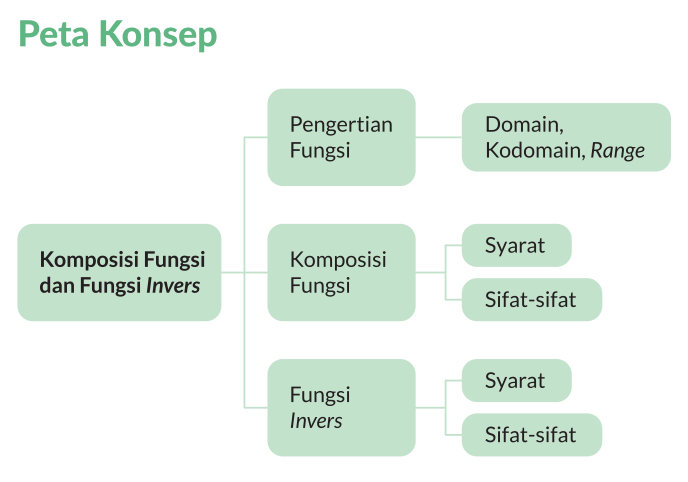 Peta Konsep
Pengertian
Fungsi
Domain,
Kodomain, Range
Komposisi Fungsi
dan Fungsi Invers
Komposisi
Fungsi
Syarat
Sifat-sifat
Fungsi
Invers
Syarat
Sifat-sifat